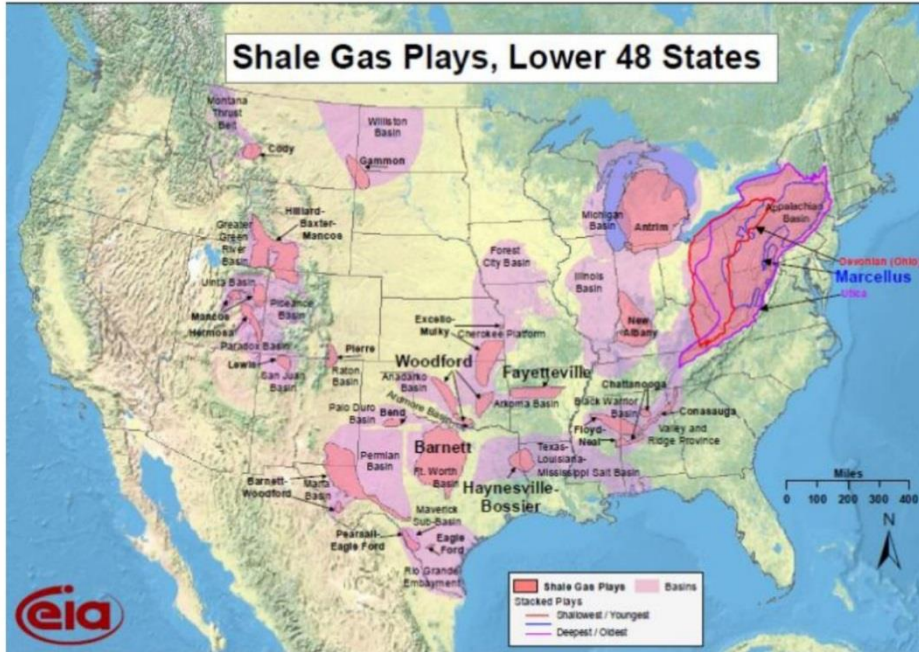 Shale Gas Plays, Lower 48 States
Montana
Thrust
Belt
Cody
Williston
Basin
Gammon
Hilliard-
Baxter-
Mancos
Greater
Green
River
Basin
Uinta Basin
Piceance
Basin
Mancos
Hermosa
Paradox Basin
Lewis
San Juan
Basin
Pierre
Raton
Basin
Excello-
Mulky
Cherokee Platform
Forest
City Basin
Michigan
Basin
Antrim
Illinois
Basin
New
Albany
Appalachian
Basin
Devonian (Ohio
Marcellus
Utica
Woodford
Anadarko
Basin
Ardmore Basin
Fayetteville
Arkoma Basin
Chattanooga
Black Warrior
Basin
Conasauga
Floyd-
Neal
Valley and
Ridge Province
Palo Duro
Basin
Bend
Permian
Basin
Barnett
Ft. Worth
Basin
Texas-
Louisiana-
Mississippi Salt Basin
Haynesville-
Bossier
Barnett-
Woodford
Marfa
Basin
Maverick
Sub-Basin
Pearsall-
Eagle Ford
Eagle
Ford
Rio Grande
Embayment
Miles
0 100 200 300 400
N
Shale Gas Plays
Basins
Stacked Plays
Shallowest / Youngest
Deepest / Oldest
eia